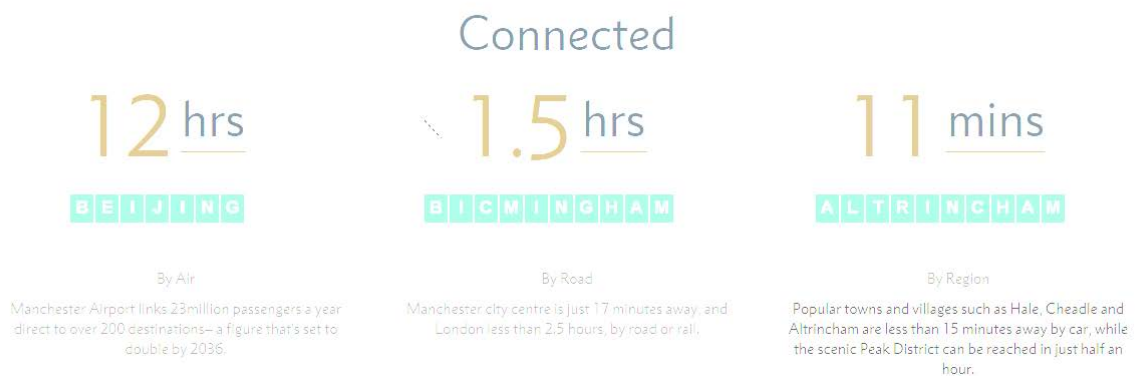 Connected
12 hrs
BEIJING
By Air
Manchester Airport links 23million passengers a year
direct to over 200 destinations– a figure that's set to
double by 2036.
1.5 hrs
BICMINGHAM
By Road
Manchester city centre is just 17 minutes away, and
London less than 2.5 hours, by road or rail.
11 mins
ALTRINCHAM
By Region
Popular towns and villages such as Hale, Cheadle and
Altrincham are less than 15 minutes away by car, while
the scenic Peak District can be reached in just half an
hour.